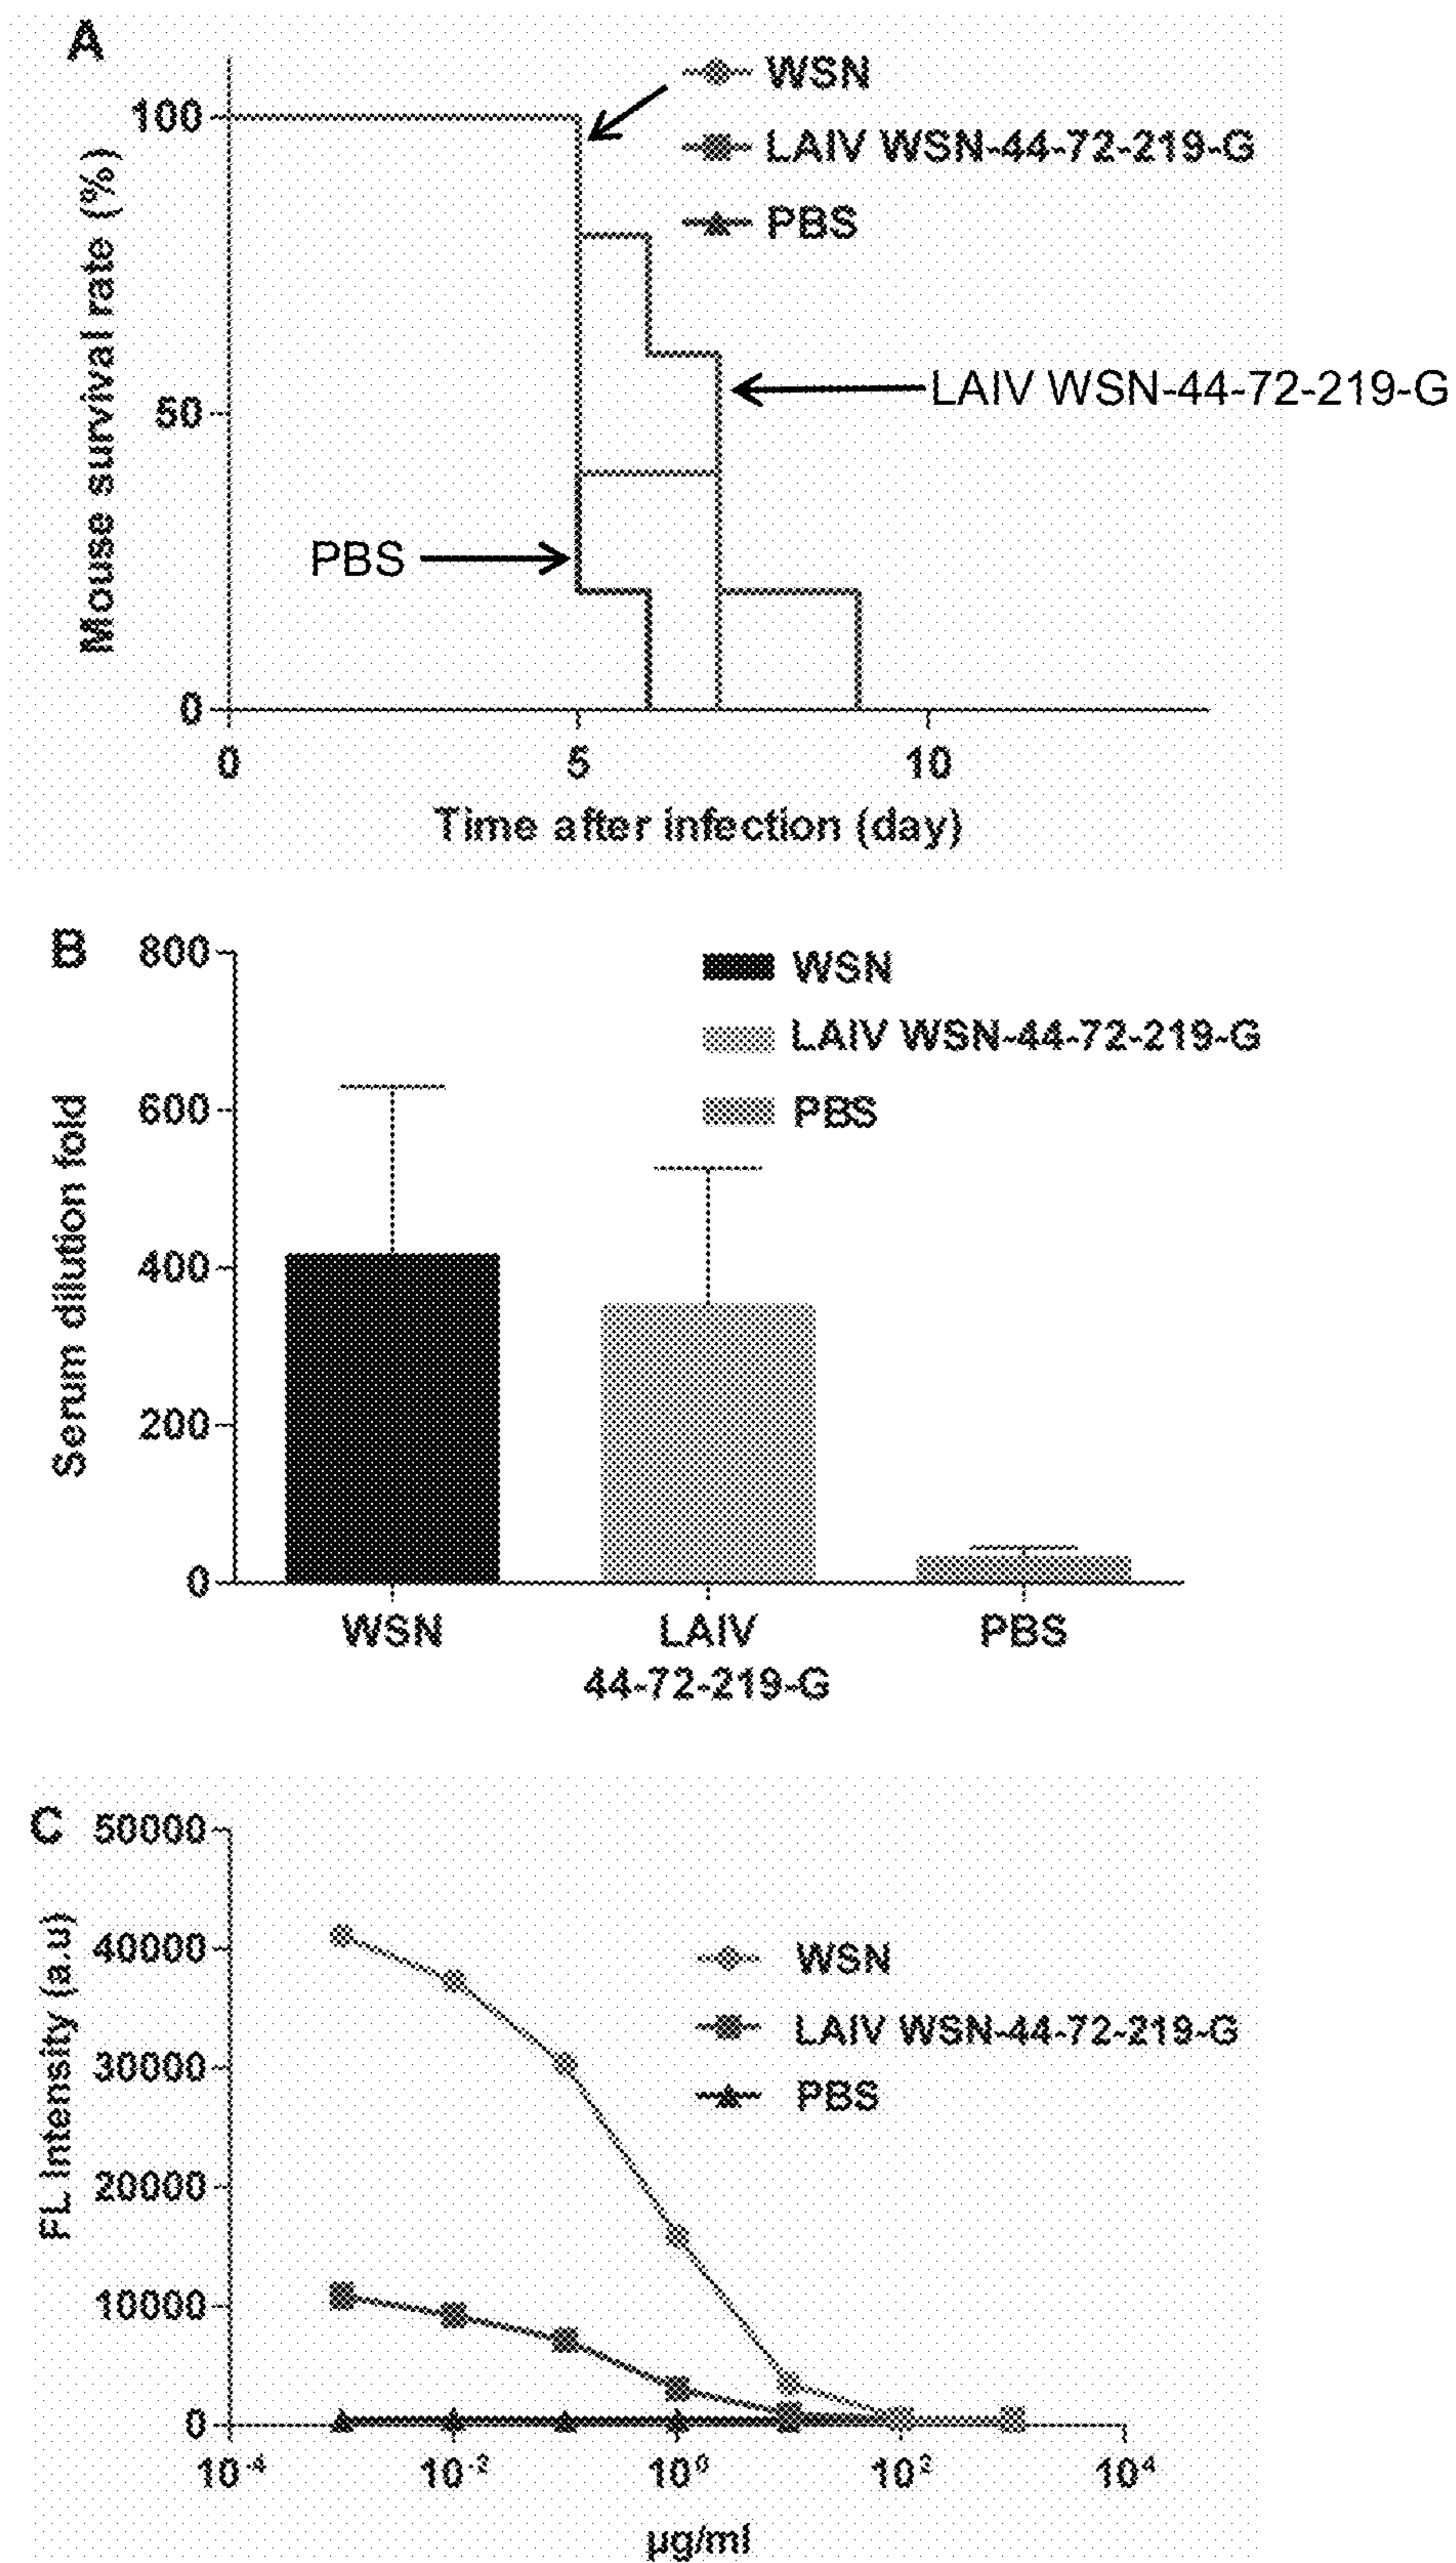 A
WSN
LAIV WSN-44-72-219-G
PBS
100
50
0
Mouse survival rate (%)
LAIV WSN-44-72-219-G
PBS
0 5 10
Time after infection (day)
B
800
600
400
200
0
Serum dilution fold
WSN
LAIV WSN-44-72-219-G
PBS
WSN LAIV PBS
44-72-219-G
C
50000
40000
30000
20000
10000
0
FL Intensity (a.u)
WSN
LAIV WSN-44-72-219-G
PBS
10⁻⁴ 10⁻² 10⁰ 10² 10⁴
µg/ml